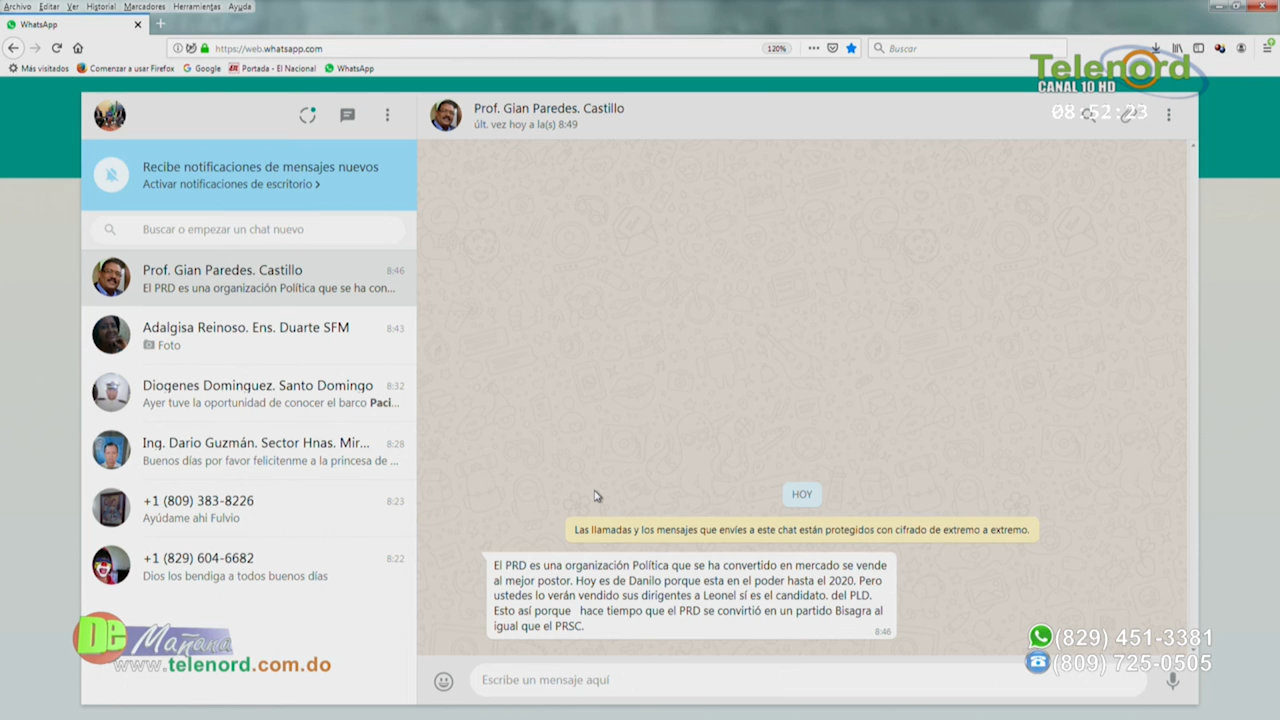 Archivo Editar Ver Historial Marcadores Herramientas Ayuda
WhatsApp
https://web.whatsapp.com
120%
Buscar
Más visitados
Comenzar a usar Firefox
Google
Portada - El Nacional
WhatsApp
Telenord
CANAL 10 HD
08:52:23
Prof. Gian Paredes. Castillo
últ. vez hoy a la(s) 8:49
Recibe notificaciones de mensajes nuevos
Activar notificaciones de escritorio >
Buscar o empezar un chat nuevo
Prof. Gian Paredes. Castillo 8:46
El PRD es una organización Política que se ha con...
Adalgisa Reinoso. Ens. Duarte SFM 8:43
Foto
Diogenes Dominguez. Santo Domingo 8:32
Ayer tuve la oportunidad de conocer el barco Paci...
Ing. Dario Guzmán. Sector Hnas. Mir... 8:28
Buenos días por favor felicitenme a la princesa de ...
+1 (809) 383-8226 8:23
Ayúdame ahi Fulvio
+1 (829) 604-6682 8:22
Dios los bendiga a todos buenos días
HOY
Las llamadas y los mensajes que envíes a este chat están protegidos con cifrado de extremo a extremo.
El PRD es una organización Política que se ha convertido en mercado se vende
al mejor postor. Hoy es de Danilo porque esta en el poder hasta el 2020. Pero
ustedes lo verán vendido sus dirigentes a Leonel sí es el candidato. del PLD.
Esto así porque hace tiempo que el PRD se convirtió en un partido Bisagra al
igual que el PRSC.
8:46
Escribe un mensaje aquí
De Mañana
www.telenord.com.do
(829) 451-3381
(809) 725-0505